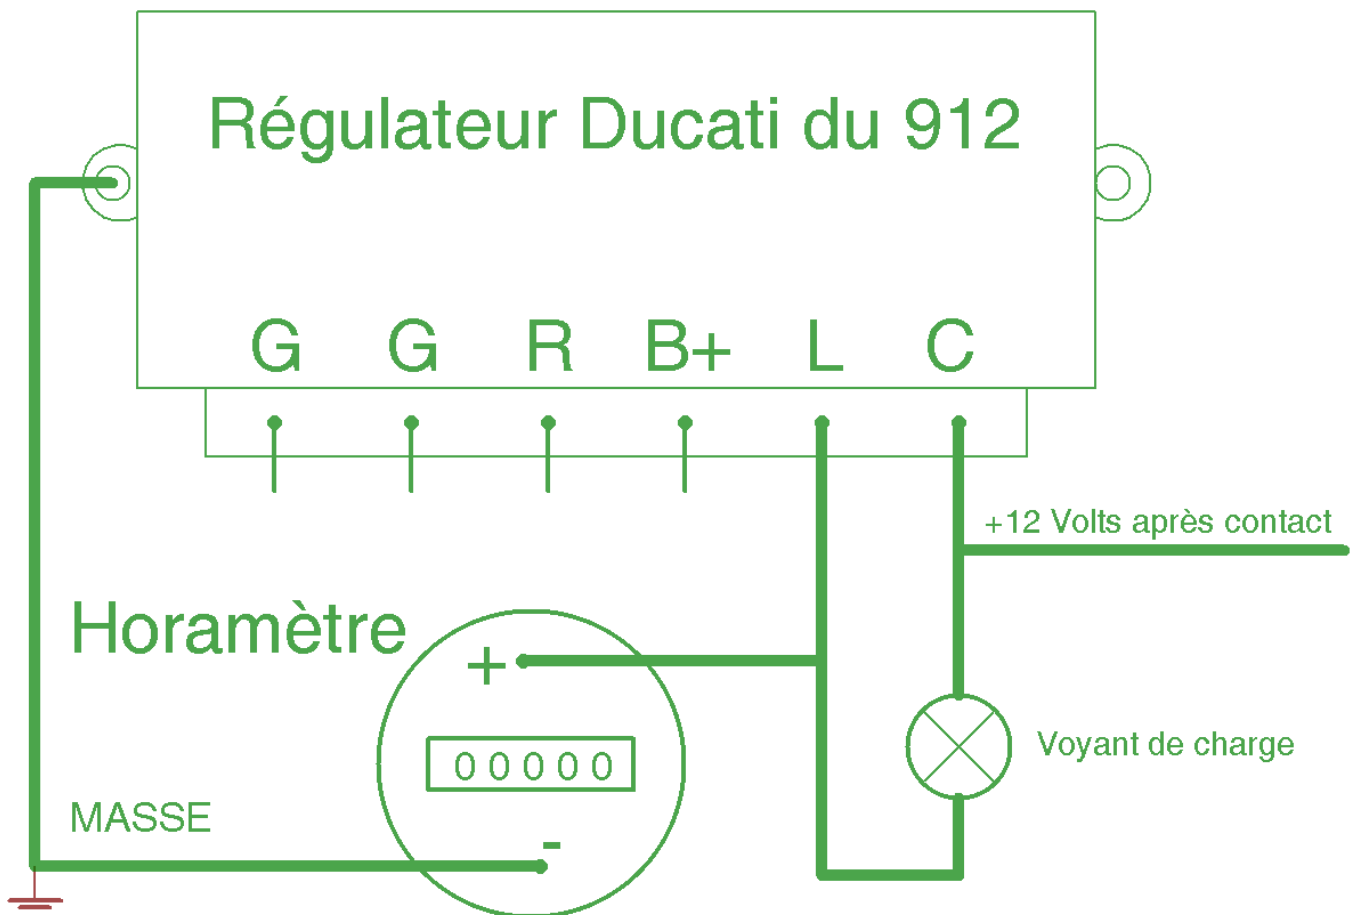 Régulateur Ducati du 912
G G R B+ L C
+12 Volts après contact
Horamètre
+
00000
Voyant de charge
MASSE
-